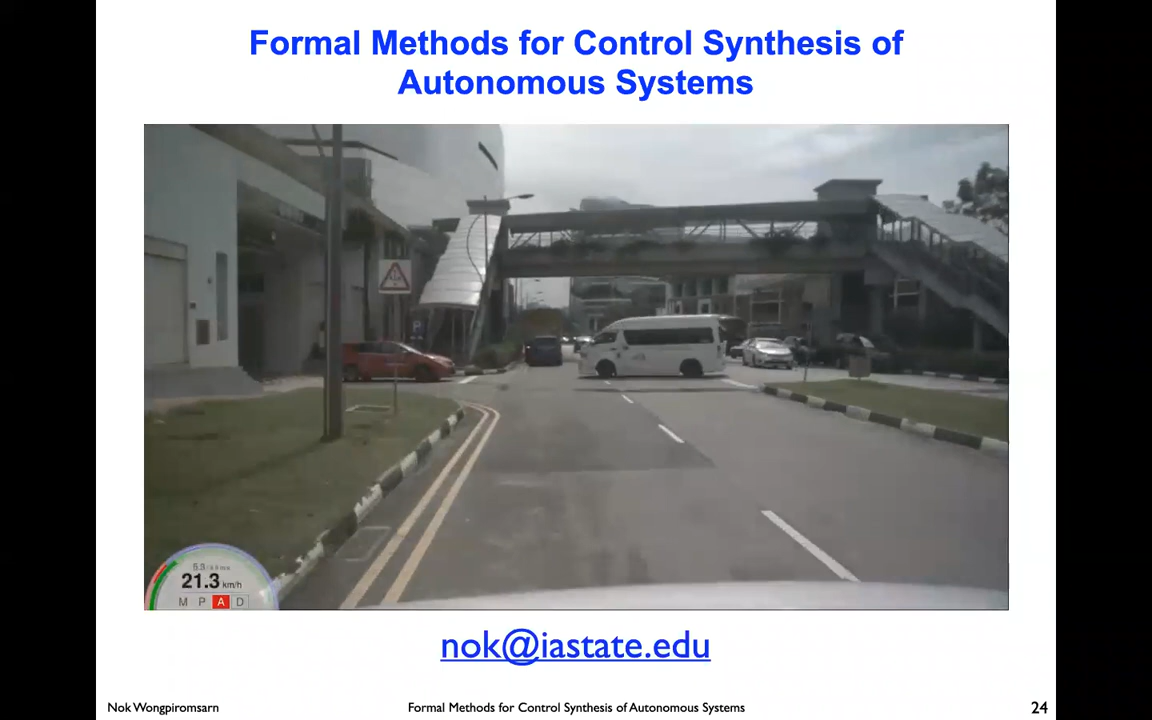 Formal Methods for Control Synthesis of
Autonomous Systems
21.3 km/h
M P A D
nok@iastate.edu
Nok Wongpiromsarn
Formal Methods for Control Synthesis of Autonomous Systems
24